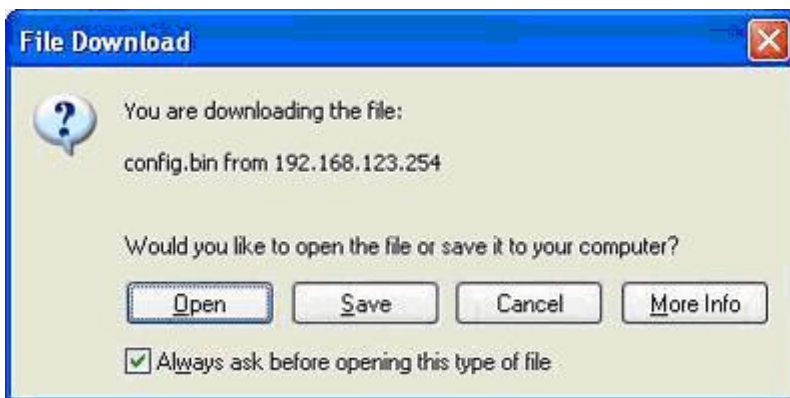 File Download
You are downloading the file:
config.bin from 192.168.123.254
Would you like to open the file or save it to your computer?
Open Save Cancel More Info
Always ask before opening this type of file